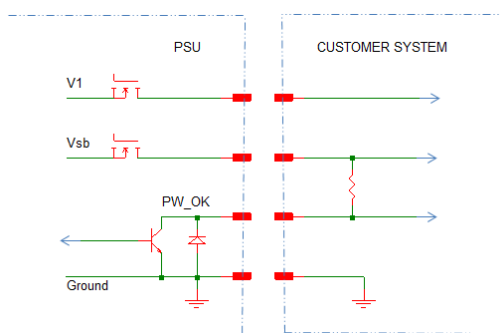 PSU
CUSTOMER SYSTEM
V1
Vsb
PW_OK
Ground